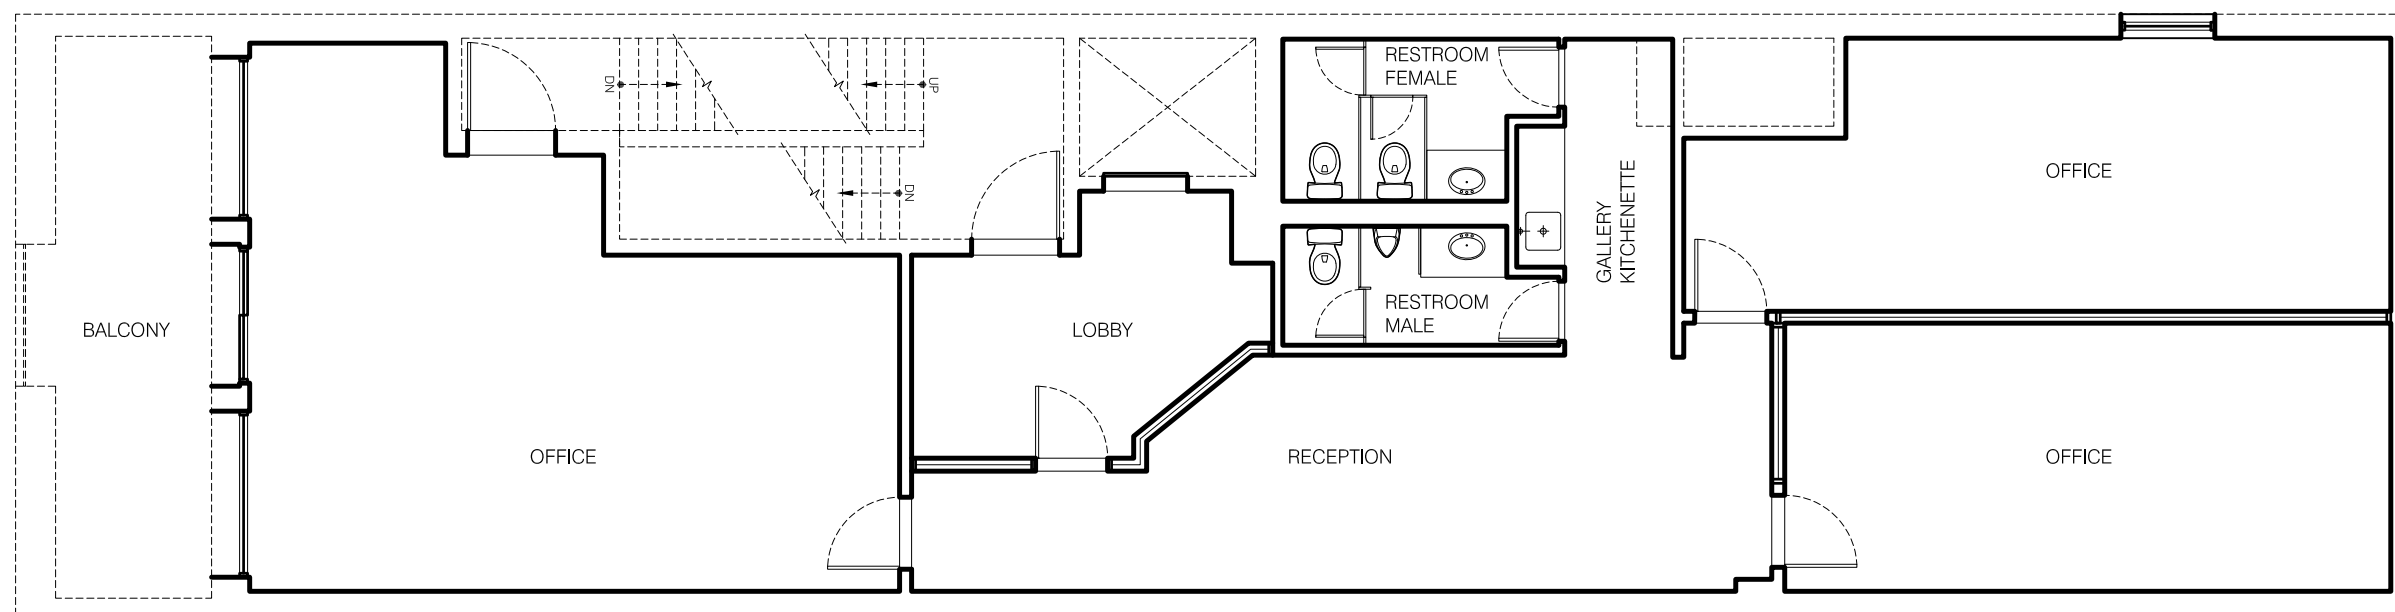 RESTROOM
FEMALE
DN
UP
DN
OFFICE
GALLERY
KITCHENETTE
RESTROOM
MALE
BALCONY
LOBBY
OFFICE
RECEPTION
OFFICE